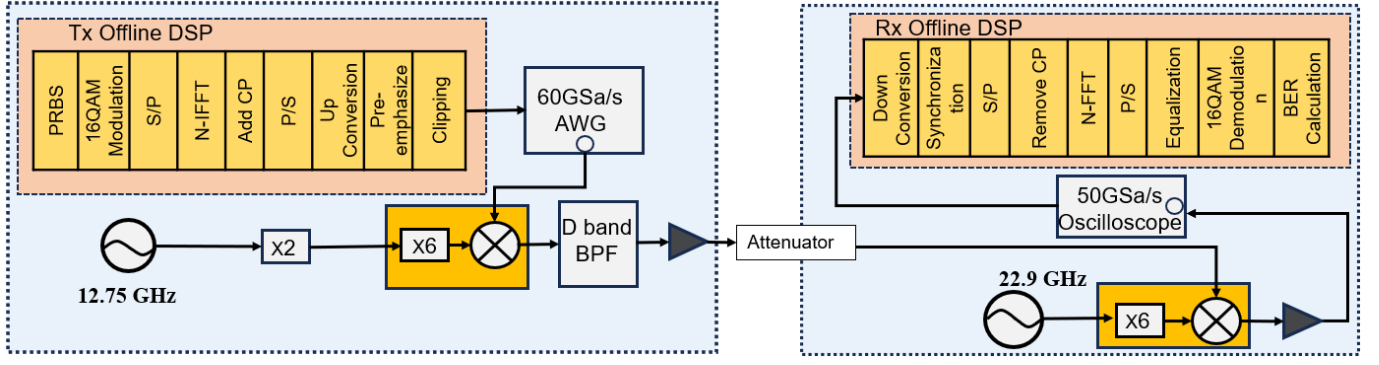 Tx Offline DSP
PRBS
16QAM
Modulation
S/P
N-IFFT
Add CP
P/S
Up
Conversion
Pre-
emphasize
Clipping
60GSa/s
AWG
12.75 GHz
X2
X6
D band
BPF
Attenuator
Rx Offline DSP
Down
Conversion
Synchroniza
tion
S/P
Remove CP
N-FFT
P/S
Equalization
16QAM
Demodulatio
n
BER
Calculation
50GSa/s
Oscilloscope
22.9 GHz
X6